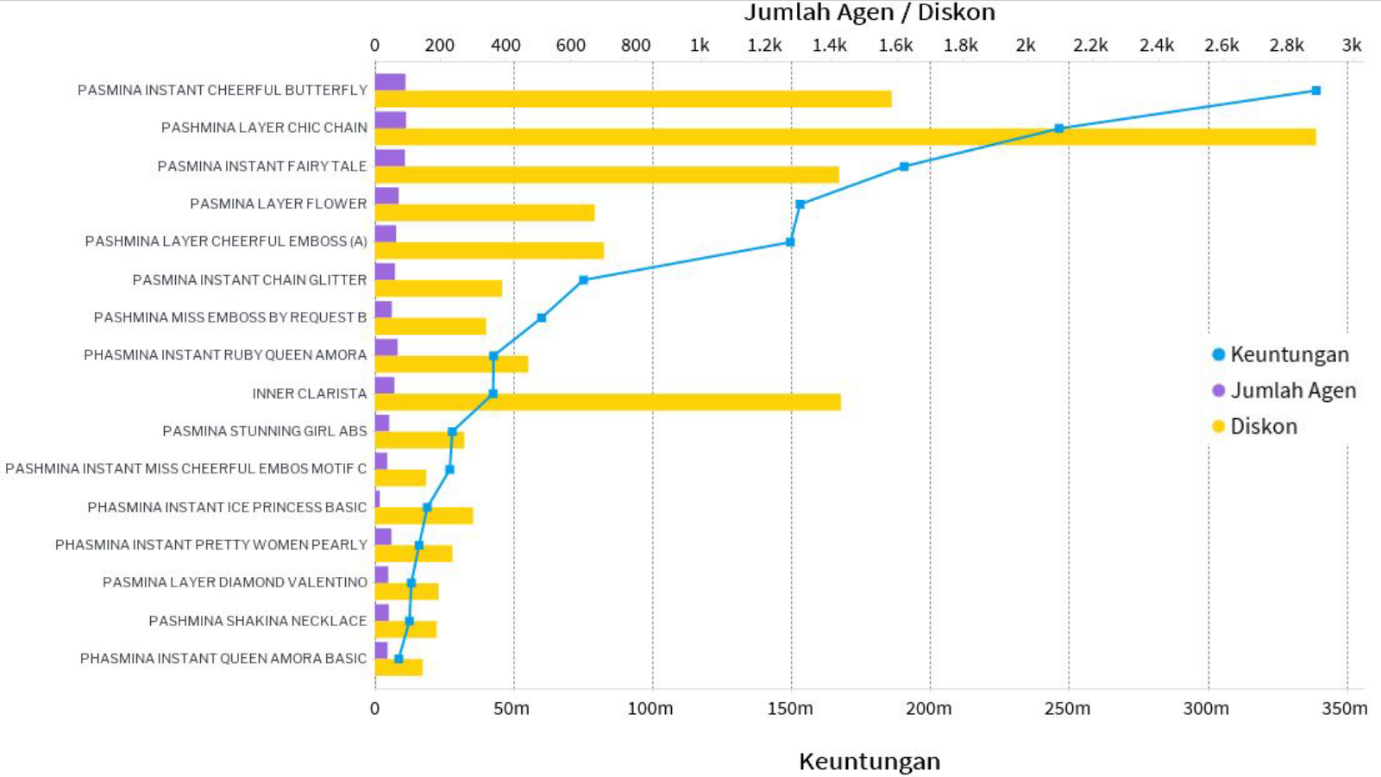 Jumlah Agen / Diskon
0 200 400 600 800 1k 1.2k 1.4k 1.6k 1.8k 2k 2.2k 2.4k 2.6k 2.8k 3k
PASMINA INSTANT CHEERFUL BUTTERFLY
PASHMINA LAYER CHIC CHAIN
PASMINA INSTANT FAIRY TALE
PASMINA LAYER FLOWER
PASHMINA LAYER CHEERFUL EMBOSS (A)
PASMINA INSTANT CHAIN GLITTER
PASHMINA MISS EMBOSS BY REQUEST B
PHASMINA INSTANT RUBY QUEEN AMORA
INNER CLARISTA
PASMINA STUNNING GIRL ABS
PASHMINA INSTANT MISS CHEERFUL EMBOS MOTIF C
PHASMINA INSTANT ICE PRINCESS BASIC
PHASMINA INSTANT PRETTY WOMEN PEARLY
PASMINA LAYER DIAMOND VALENTINO
PASHMINA SHAKINA NECKLACE
PHASMINA INSTANT QUEEN AMORA BASIC
Keuntungan
Jumlah Agen
Diskon
0 50m 100m 150m 200m 250m 300m 350m
Keuntungan